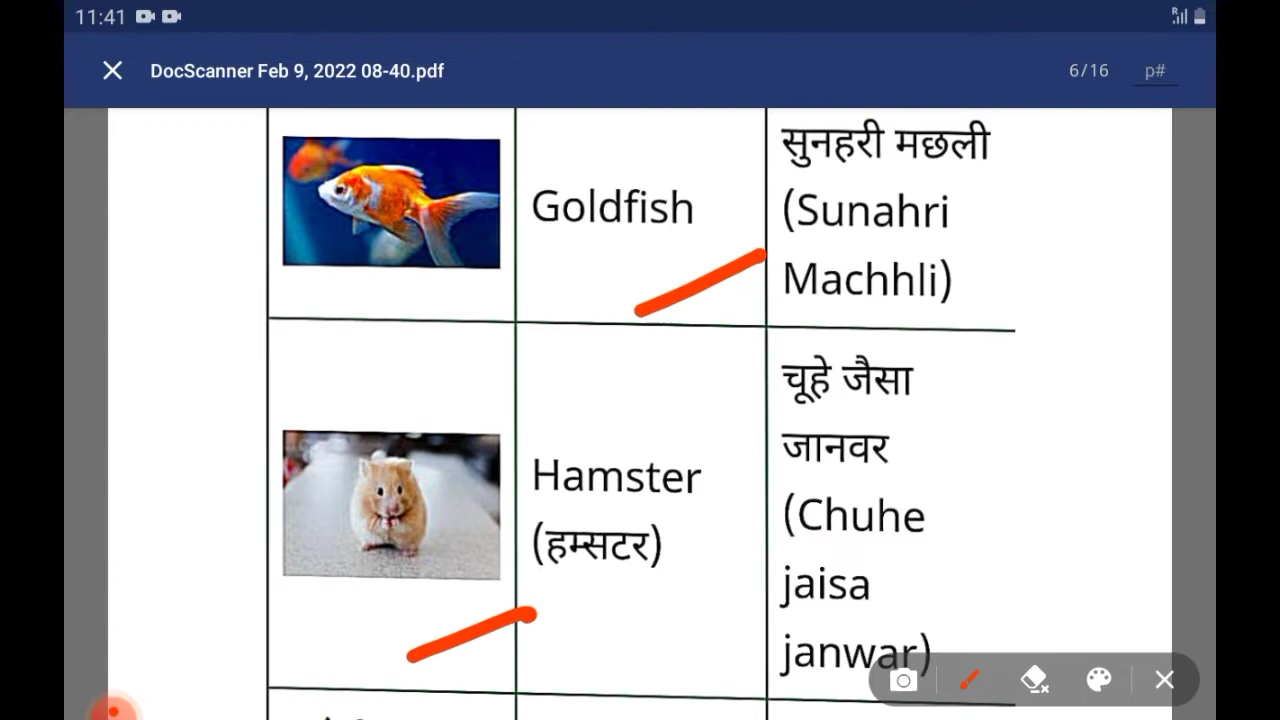 11:41
DocScanner Feb 9, 2022 08-40.pdf
6/16
p#
Goldfish
सुनहरी मछली
(Sunahri
Machhli)
Hamster
(हम्सटर)
चूहे जैसा
जानवर
(Chuhe
jaisa
janwar)